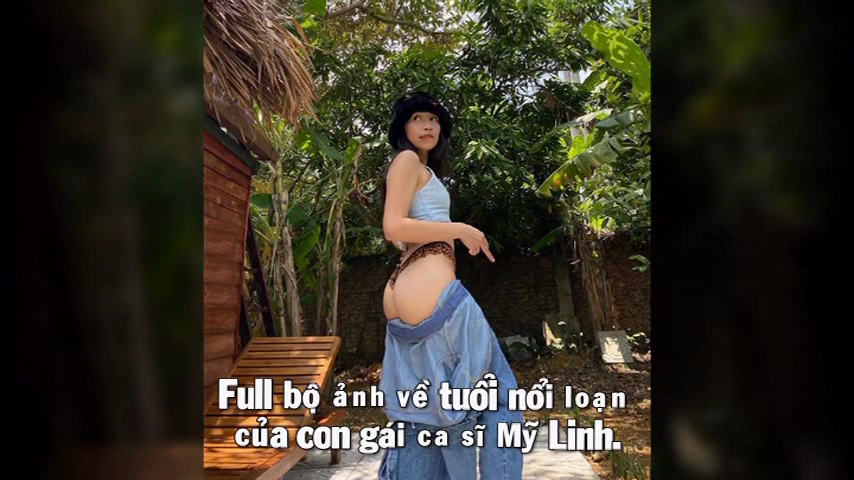 Full bộ ảnh về tuổi nổi loạn
của con gái ca sĩ Mỹ Linh.